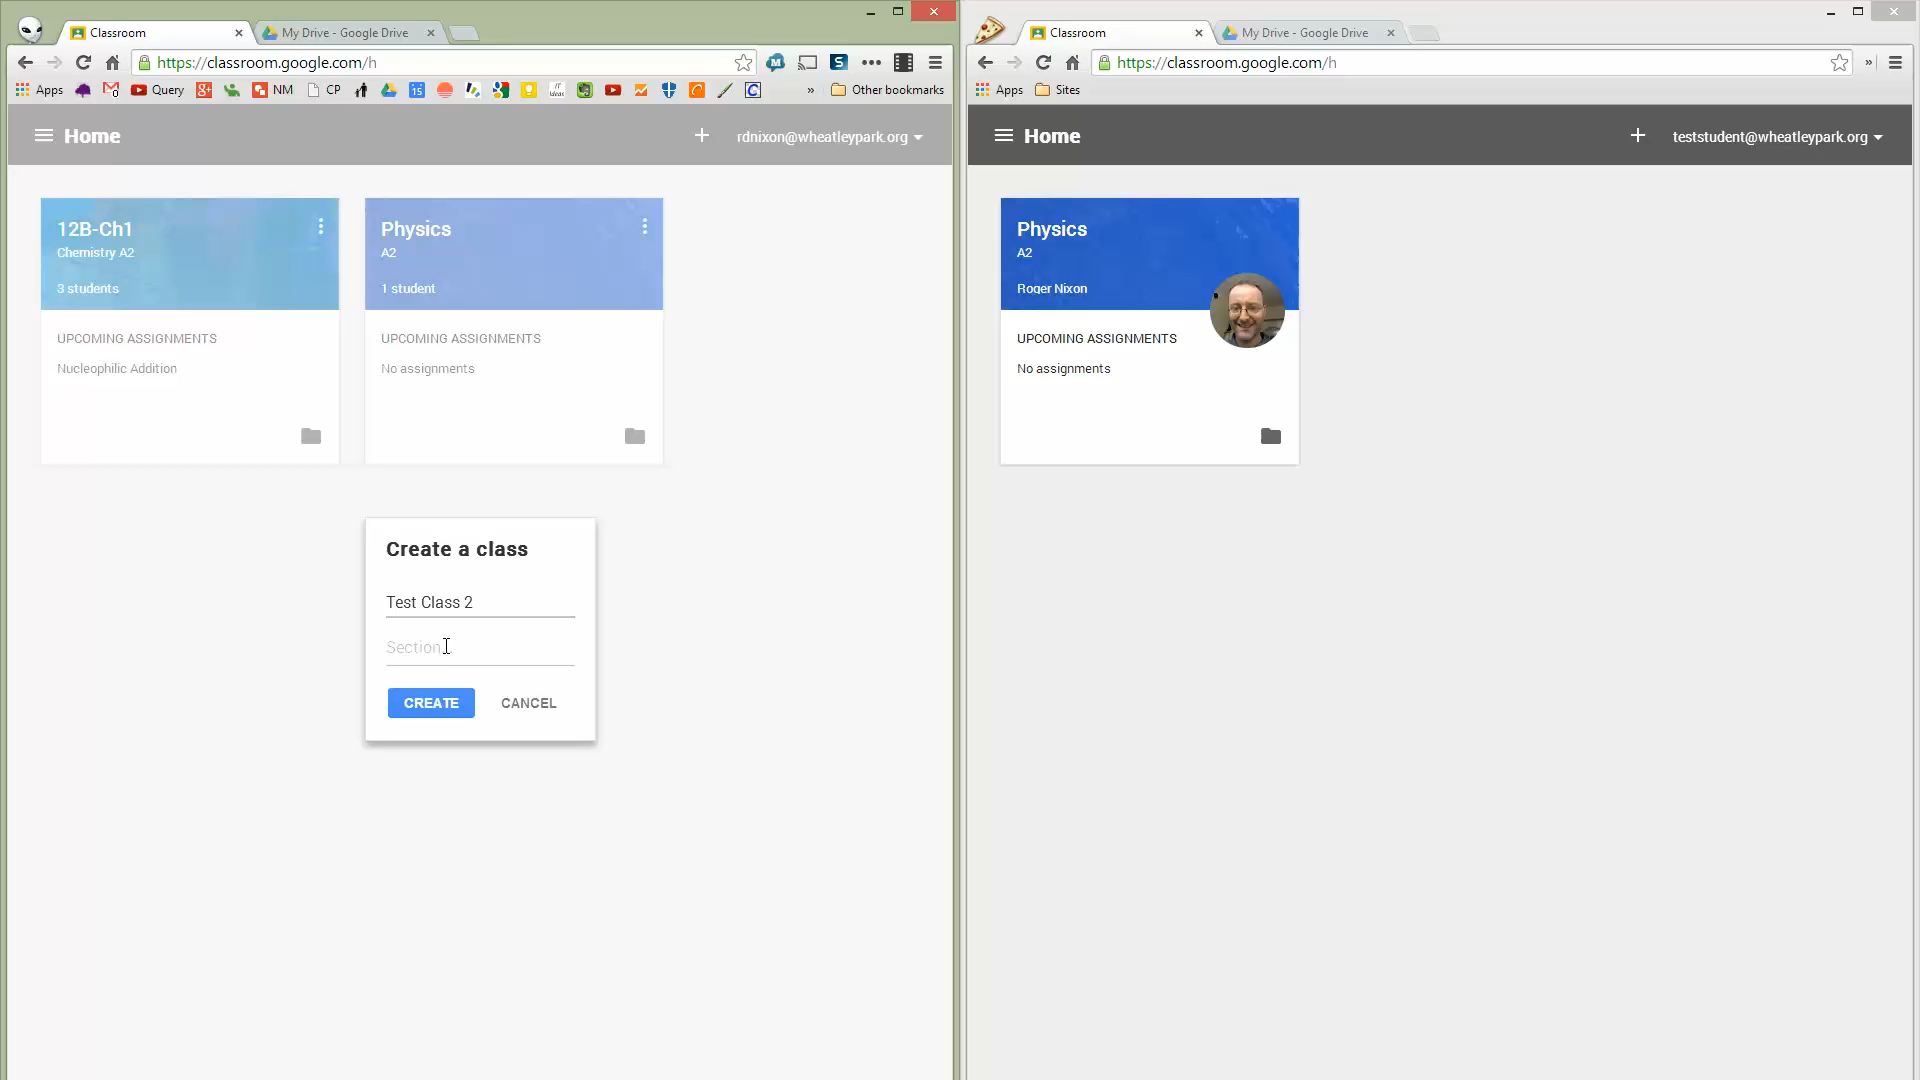 Classroom
My Drive - Google Drive
https://classroom.google.com/h
Apps
Query
NM
CP
15
»
Other bookmarks
Home
rdnixon@wheatleypark.org
12B-Ch1
Chemistry A2
3 students
UPCOMING ASSIGNMENTS
Nucleophilic Addition
Physics
A2
1 student
UPCOMING ASSIGNMENTS
No assignments
Create a class
Test Class 2
Section
CREATE
CANCEL
Classroom
My Drive - Google Drive
https://classroom.google.com/h
»
Apps
Sites
Home
teststudent@wheatleypark.org
Physics
A2
Roger Nixon
UPCOMING ASSIGNMENTS
No assignments